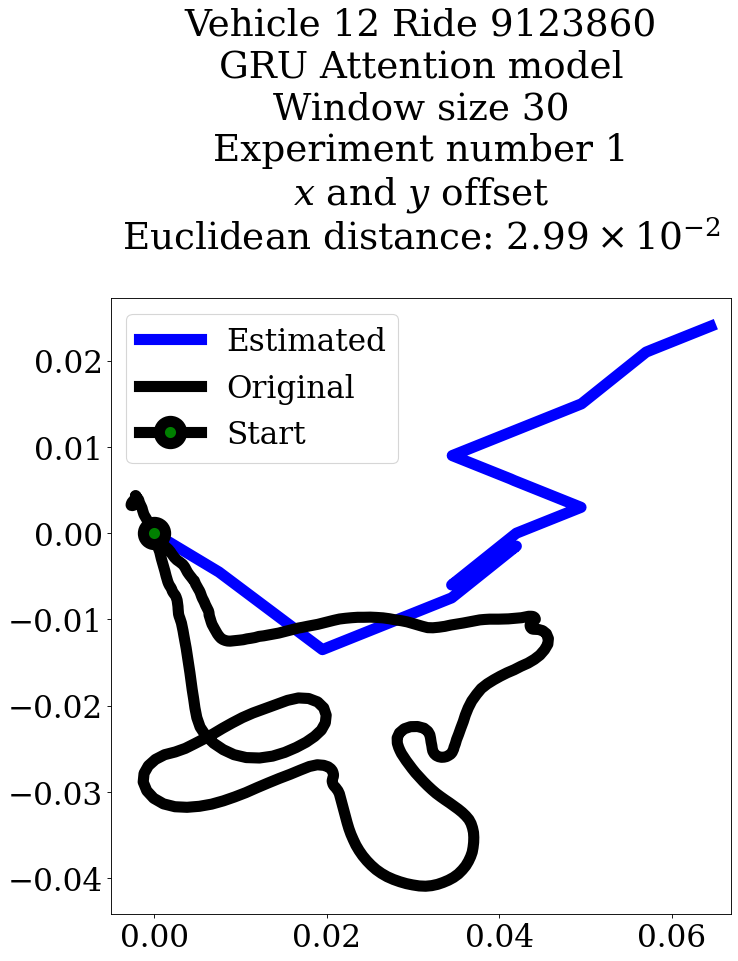 Vehicle 12 Ride 9123860
GRU Attention model
Window size 30
Experiment number 1
x and y offset
Euclidean distance: 2.99 × 10⁻²
Estimated
Original
Start
0.02
0.01
0.00
−0.01
−0.02
−0.03
−0.04
0.00 0.02 0.04 0.06